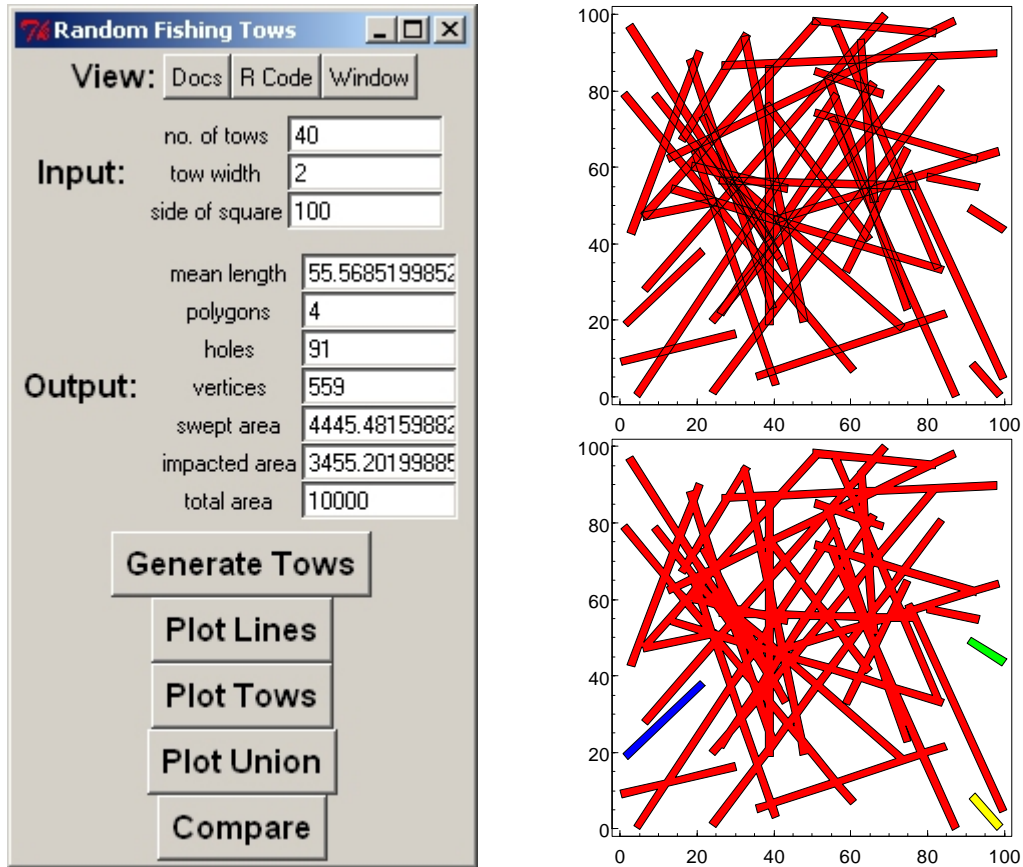 Random Fishing Tows
View: Docs R Code Window
Input:
no. of tows 40
tow width 2
side of square 100
Output:
mean length 55.5685199852
polygons 4
holes 91
vertices 559
swept area 4445.48159882
impacted area 3455.20199885
total area 10000
Generate Tows
Plot Lines
Plot Tows
Plot Union
Compare
100
80
60
40
20
0
0 20 40 60 80 100
100
80
60
40
20
0
0 20 40 60 80 100